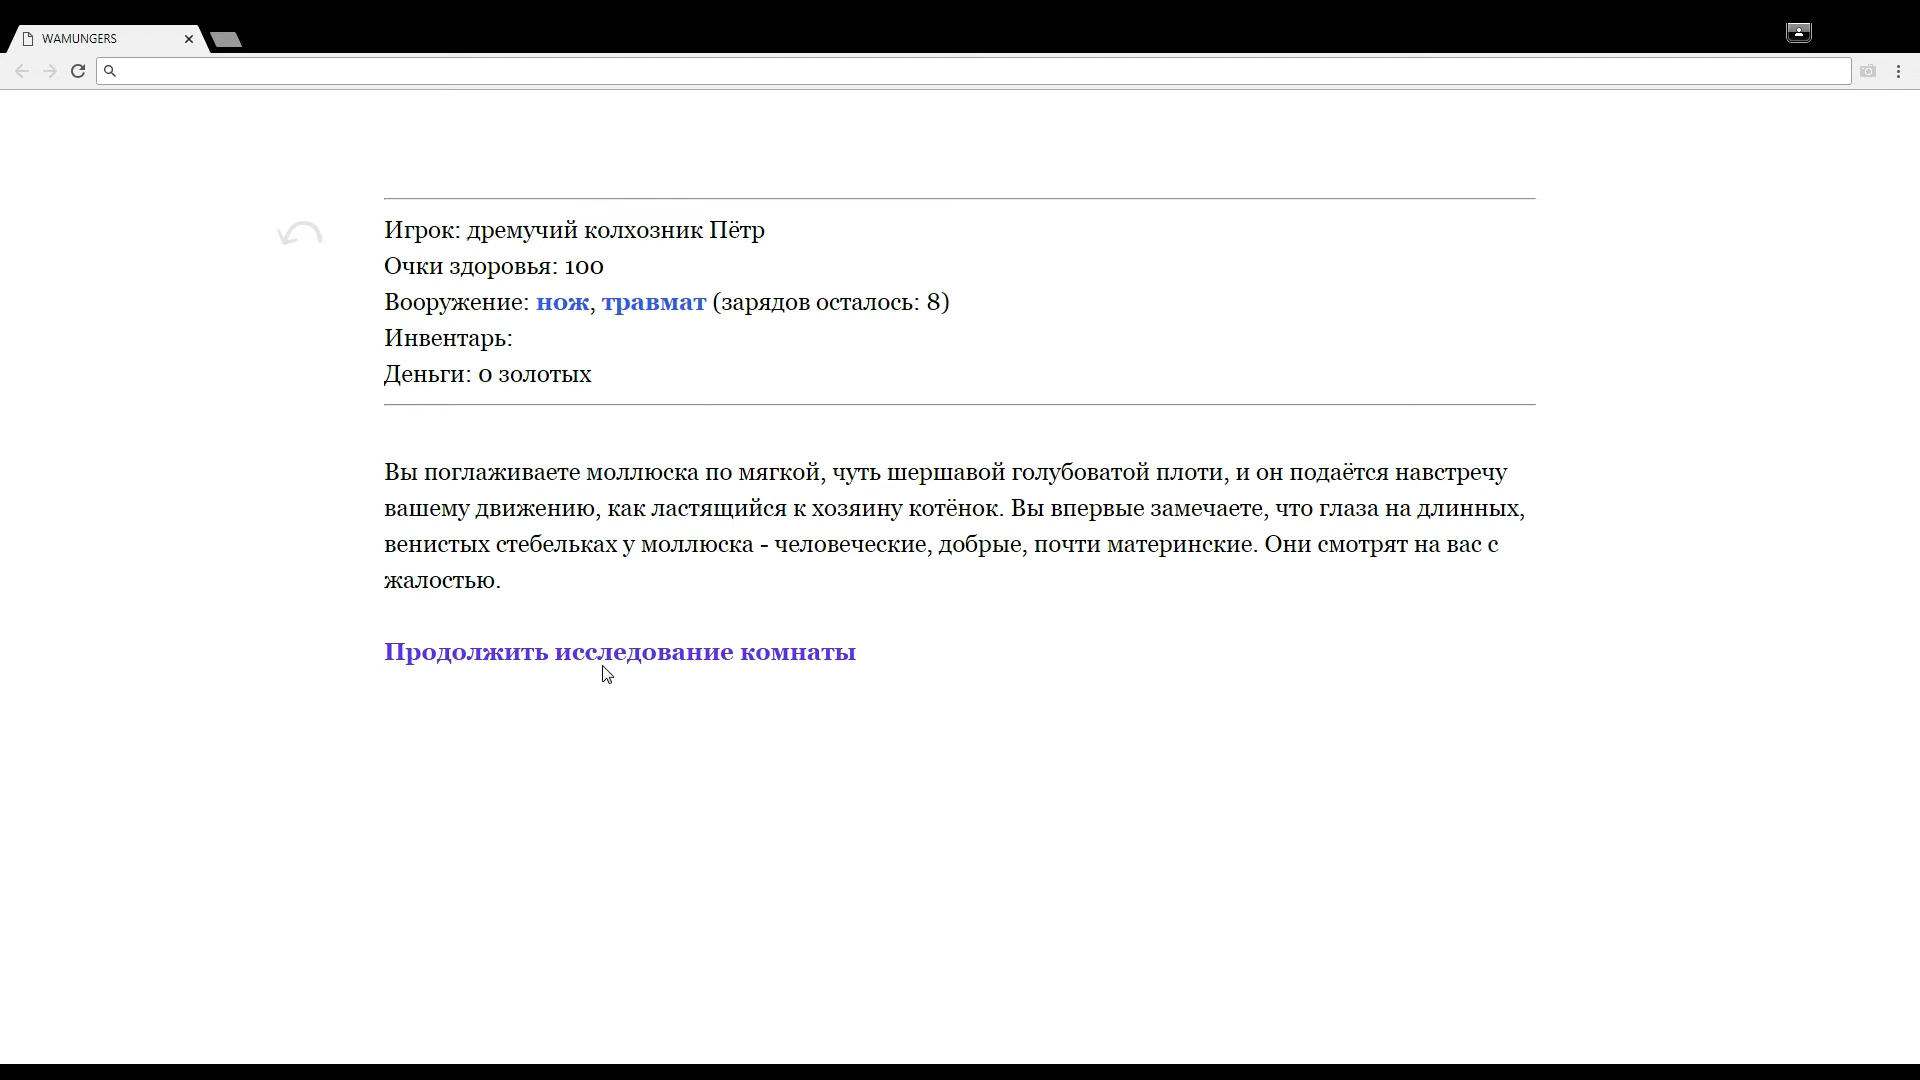 WAMUNGERS
Игрок: дремучий колхозник Пётр
Очки здоровья: 100
Вооружение: нож, травмат (зарядов осталось: 8)
Инвентарь:
Деньги: 0 золотых
Вы поглаживаете моллюска по мягкой, чуть шершавой голубоватой плоти, и он подаётся навстречу
вашему движению, как ластящийся к хозяину котёнок. Вы впервые замечаете, что глаза на длинных,
венистых стебельках у моллюска - человеческие, добрые, почти материнские. Они смотрят на вас с
жалостью.
Продолжить исследование комнаты